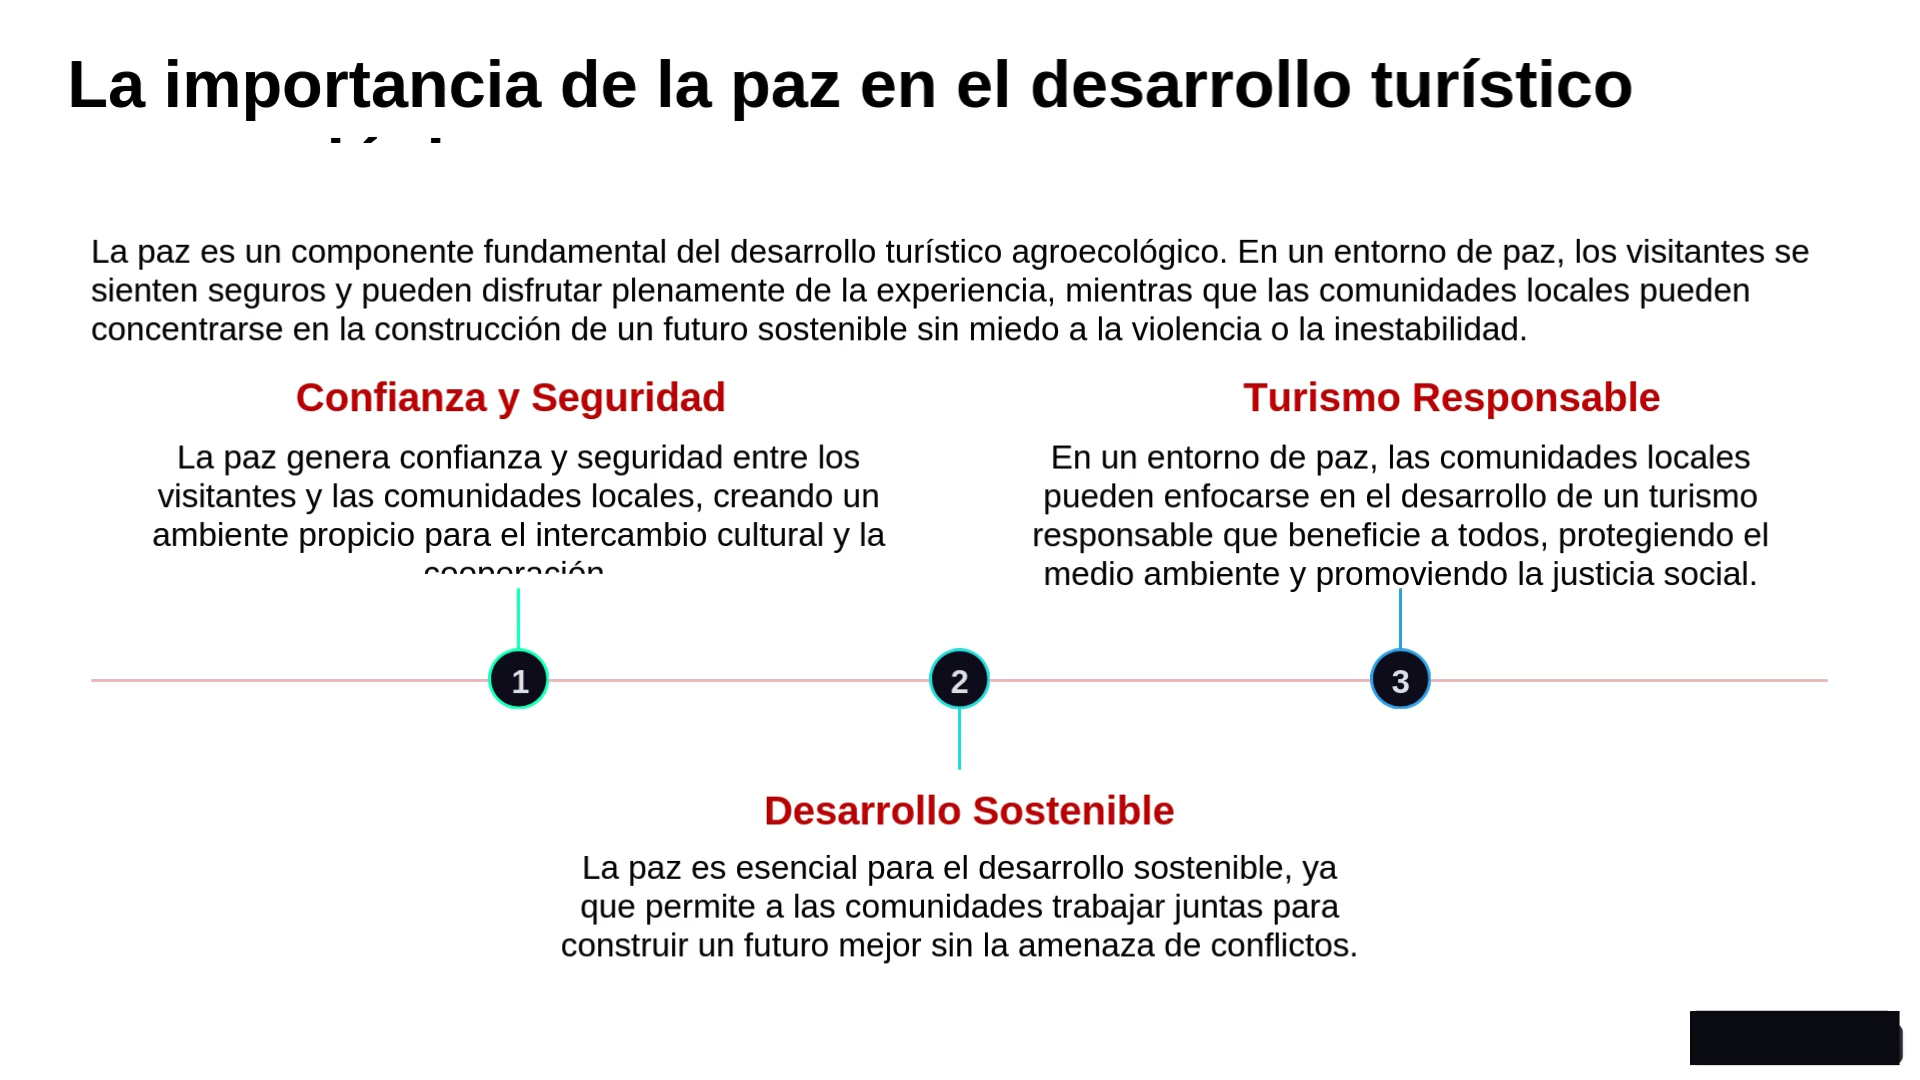 La importancia de la paz en el desarrollo turístico
La paz es un componente fundamental del desarrollo turístico agroecológico. En un entorno de paz, los visitantes se
sienten seguros y pueden disfrutar plenamente de la experiencia, mientras que las comunidades locales pueden
concentrarse en la construcción de un futuro sostenible sin miedo a la violencia o la inestabilidad.
Confianza y Seguridad
La paz genera confianza y seguridad entre los
visitantes y las comunidades locales, creando un
ambiente propicio para el intercambio cultural y la
cooperación
Turismo Responsable
En un entorno de paz, las comunidades locales
pueden enfocarse en el desarrollo de un turismo
responsable que beneficie a todos, protegiendo el
medio ambiente y promoviendo la justicia social.
1
2
3
Desarrollo Sostenible
La paz es esencial para el desarrollo sostenible, ya
que permite a las comunidades trabajar juntas para
construir un futuro mejor sin la amenaza de conflictos.